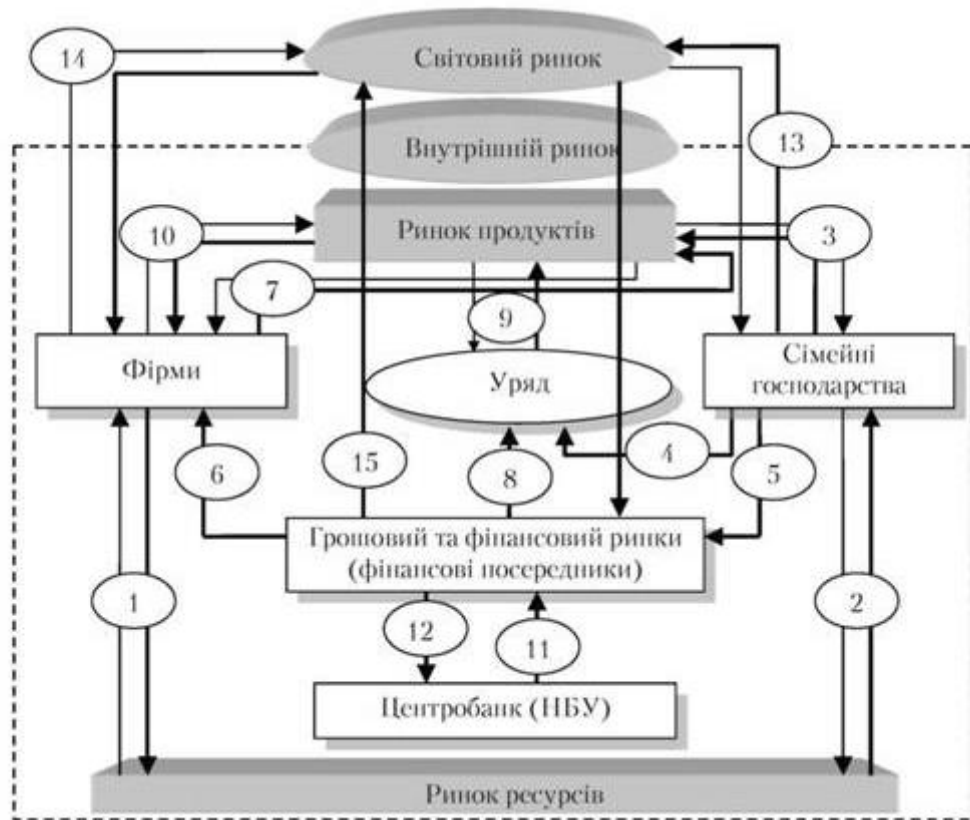 14
Світовий ринок
Внутрішній ринок
13
10
Ринок продуктів
3
7
9
Фірми
Уряд
Сімейні
господарства
6
15
8
4
5
Грошовий та фінансовий ринки
(фінансові посередники)
1
12
11
2
Центробанк (НБУ)
Ринок ресурсів